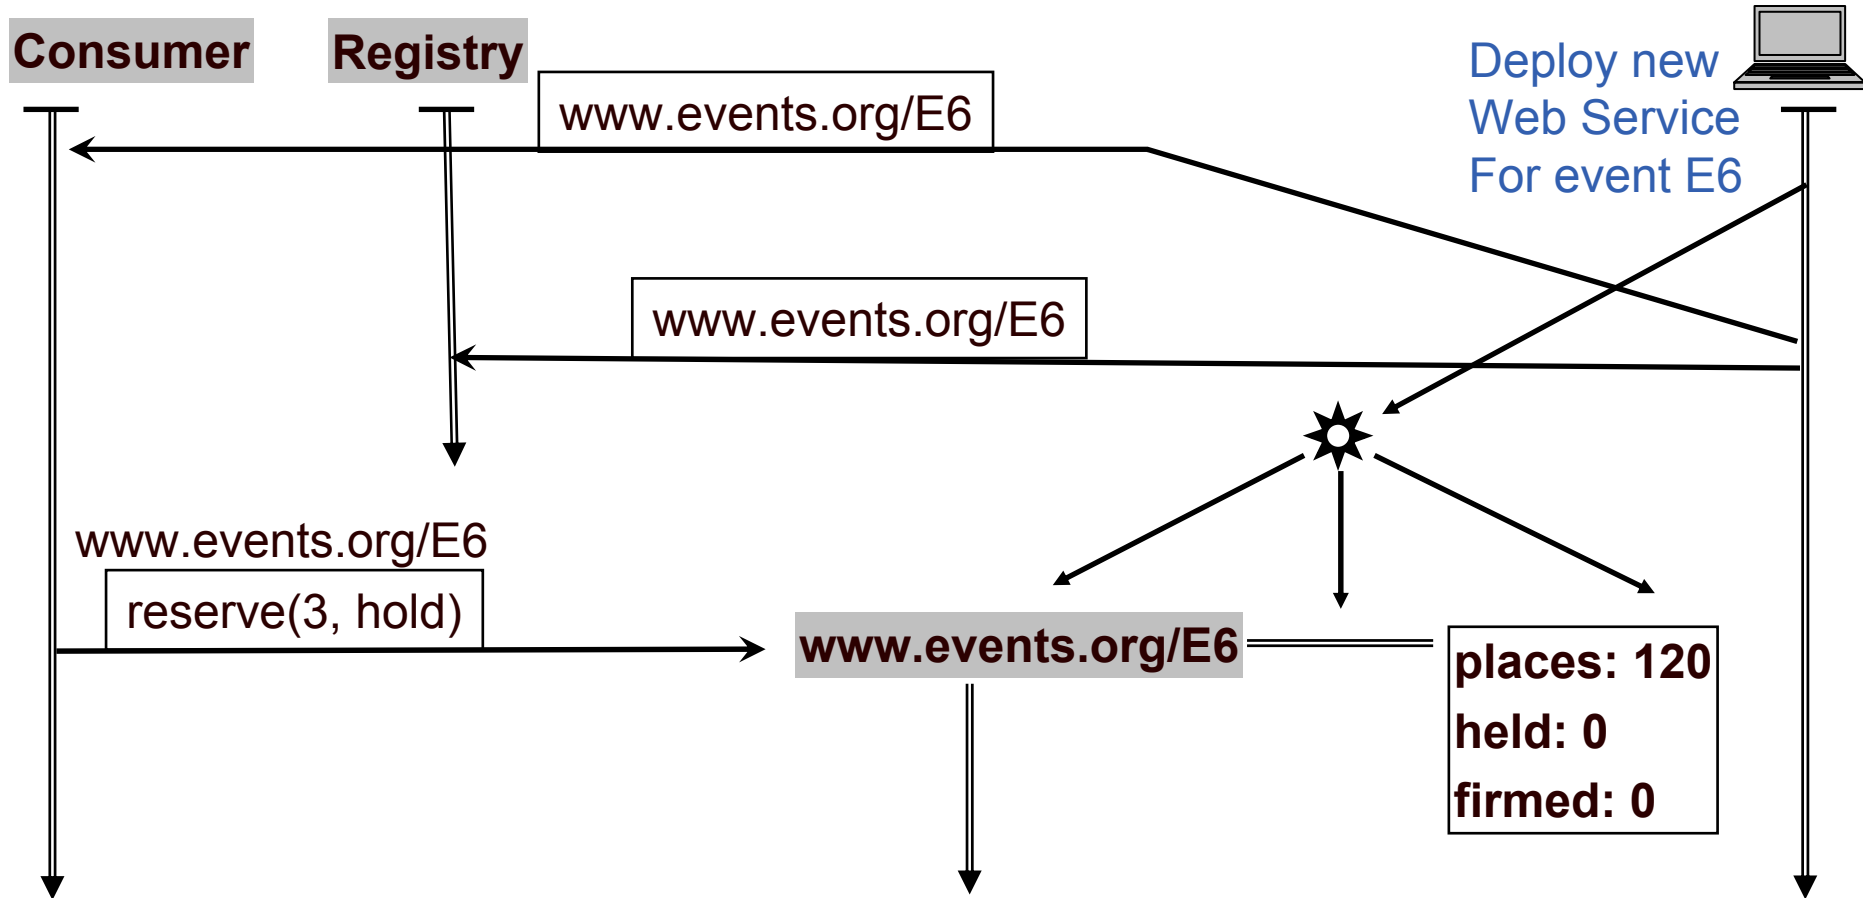 Consumer
Registry
www.events.org/E6
Deploy new
Web Service
For event E6
www.events.org/E6
www.events.org/E6
reserve(3, hold)
www.events.org/E6
places: 120
held: 0
firmed: 0